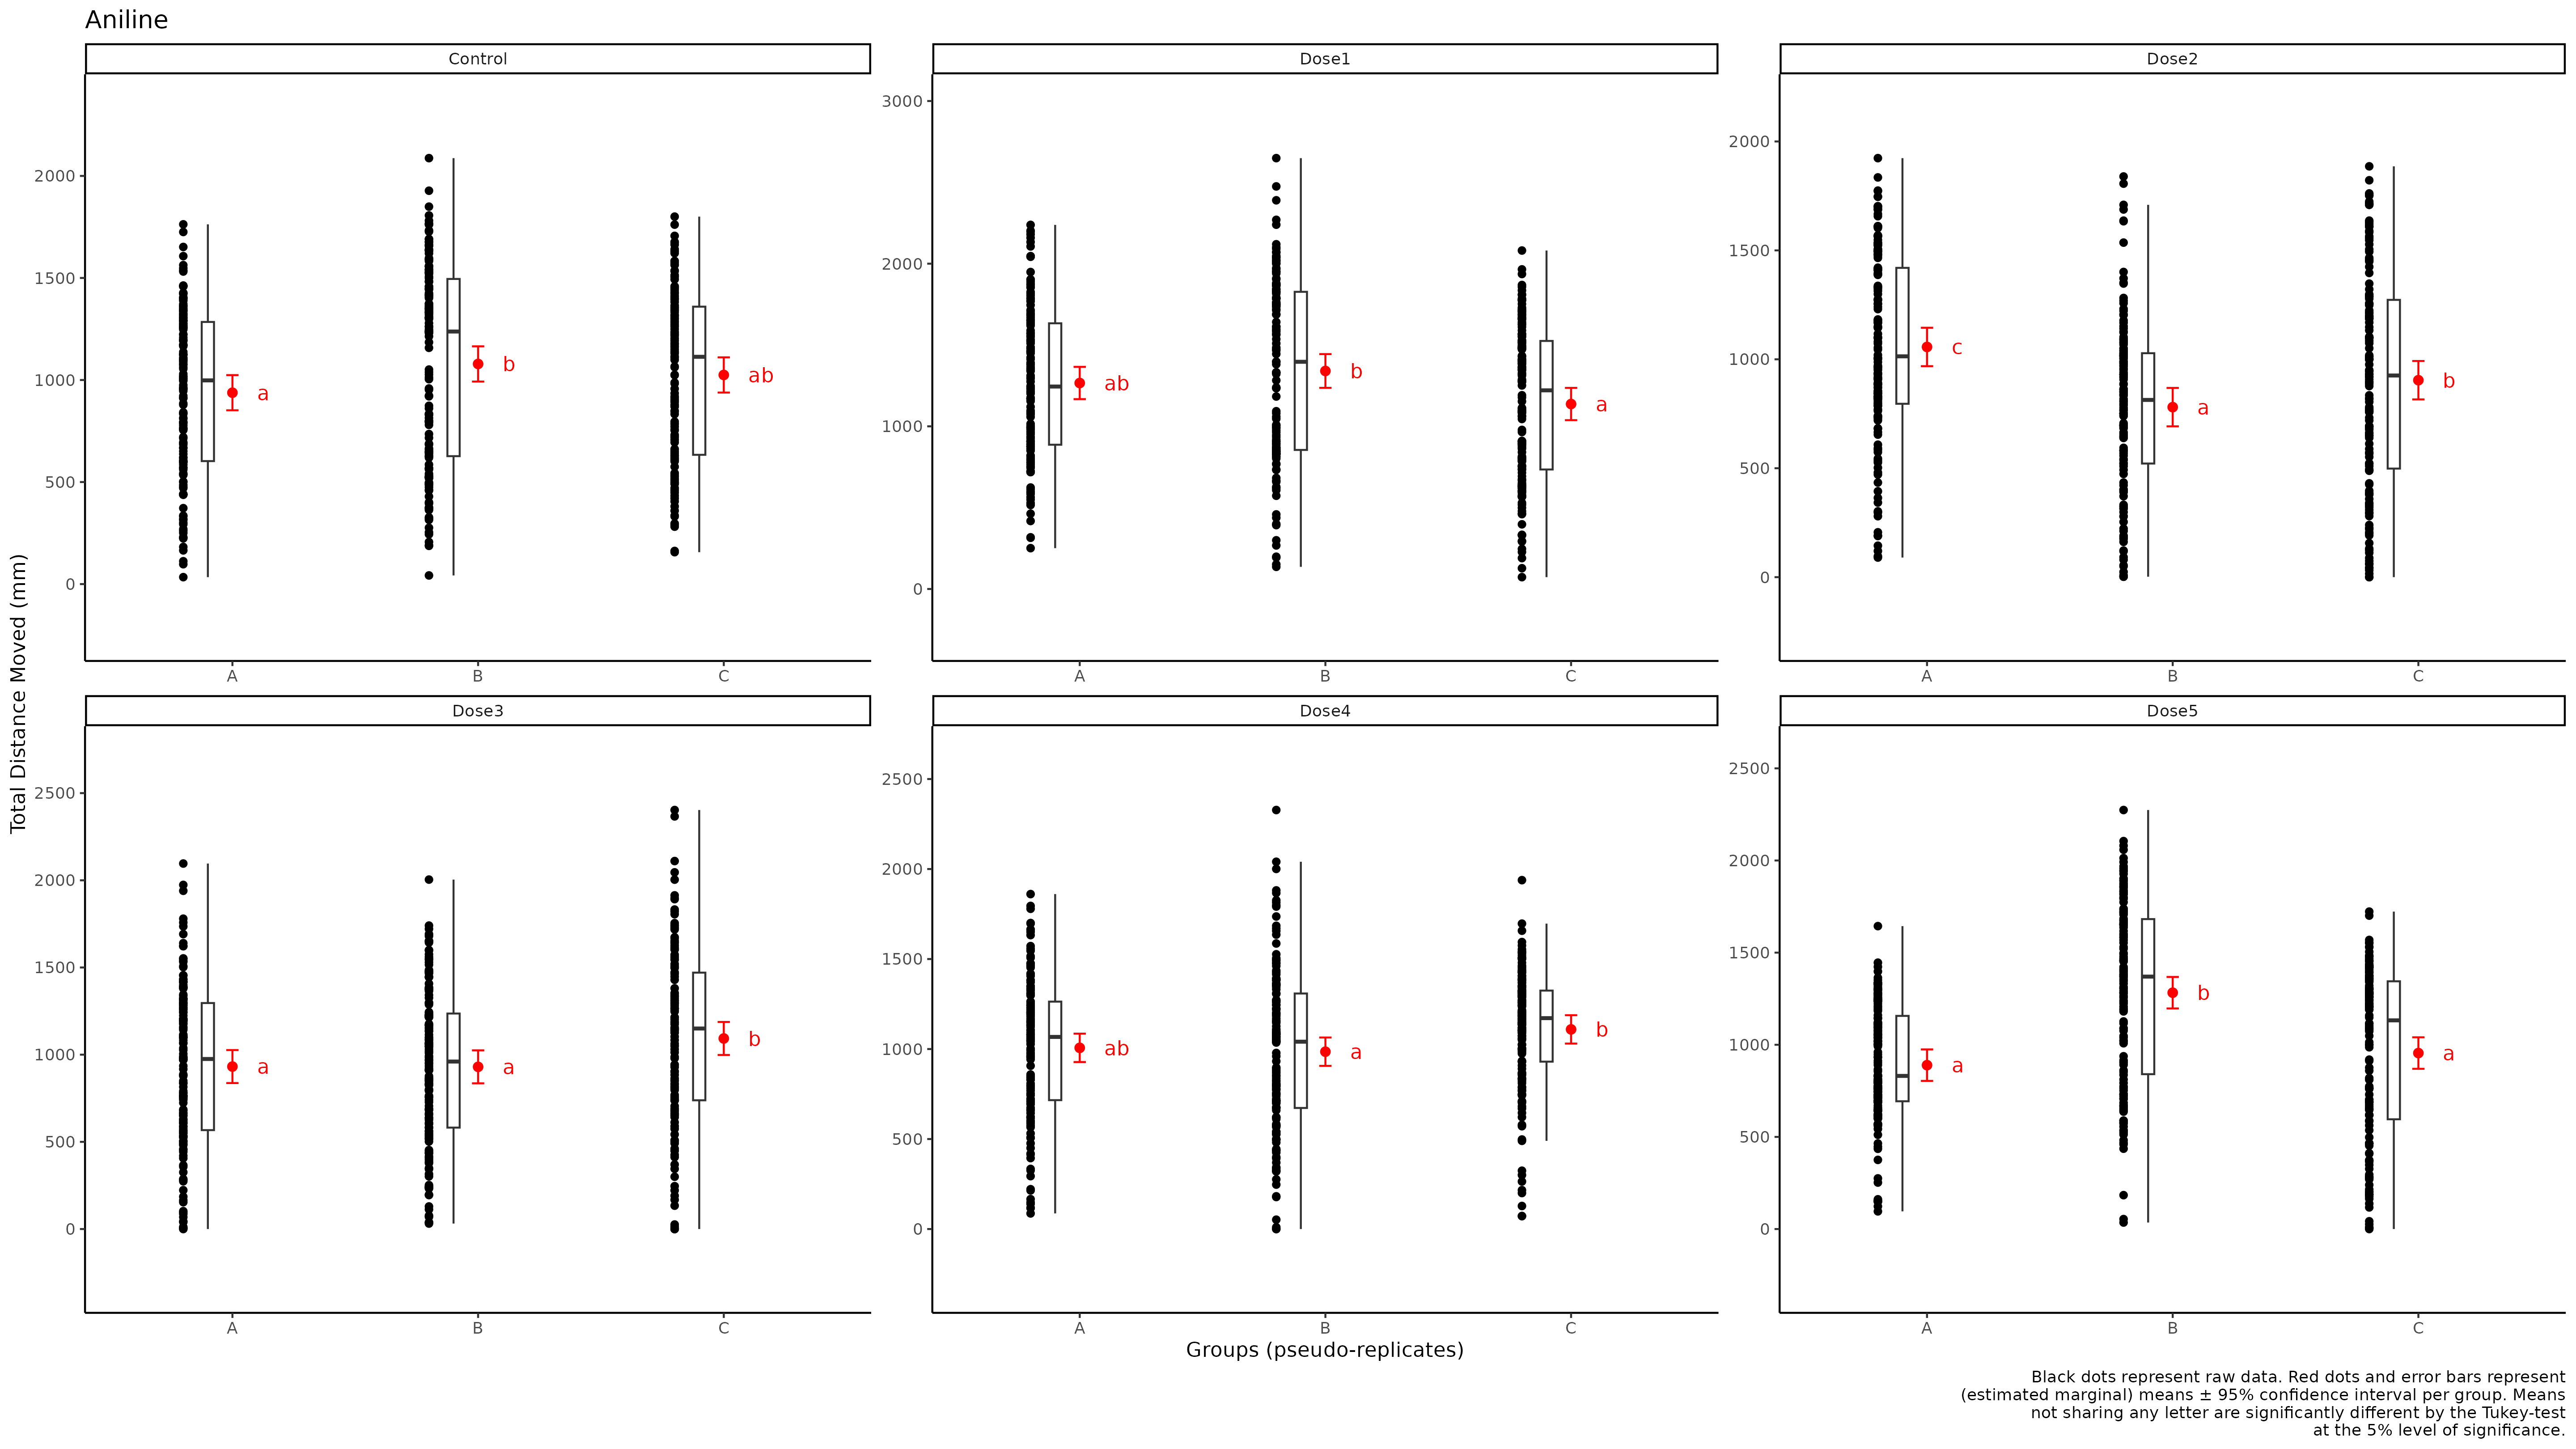 Aniline
Control
Dose1
Dose2
Total Distance Moved (mm)
2000
1500
1000
500
0
a
b
ab
A
B
C
3000
2000
1000
0
ab
b
a
A
B
C
2000
1500
1000
500
0
c
a
b
A
B
C
Dose3
Dose4
Dose5
2500
2000
1500
1000
500
0
a
a
b
A
B
C
2500
2000
1500
1000
500
0
ab
a
b
A
B
C
2500
2000
1500
1000
500
0
a
b
a
A
B
C
Groups (pseudo-replicates)
Black dots represent raw data. Red dots and error bars represent
(estimated marginal) means ± 95% confidence interval per group. Means
not sharing any letter are significantly different by the Tukey-test
at the 5% level of significance.